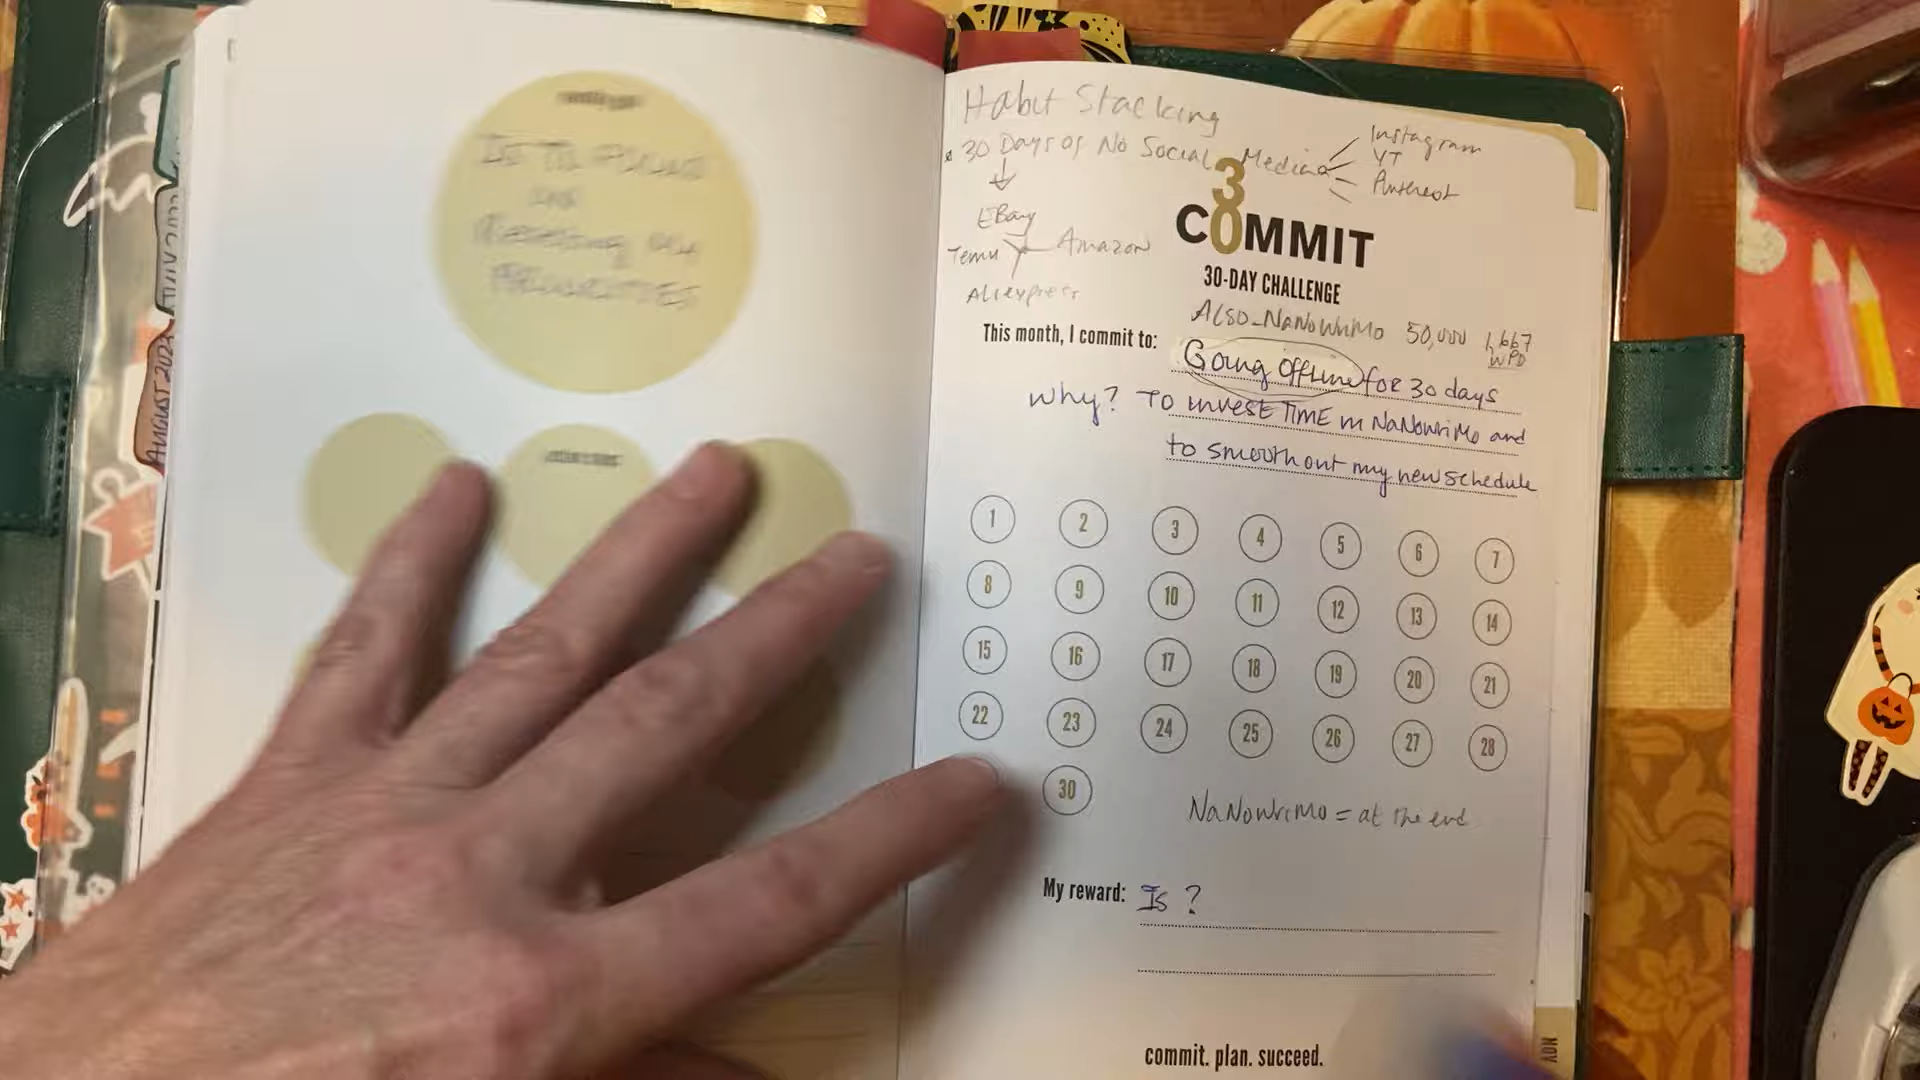 AUGUST 2023
Habit Stacking
30 Days of No Social Media
Instagram
YT
Pinterest
EBay
Temu
Amazon
Aliexpress
30
COMMIT
30-DAY CHALLENGE
Also - NaNoWriMo 50,000 1,667
WPD
This month, I commit to: Going offline for 30 days
Why? To invest TIME in NaNoWriMo and
to smooth out my new schedule
1 2 3 4 5 6 7
8 9 10 11 12 13 14
15 16 17 18 19 20 21
22 23 24 25 26 27 28
30
NaNoWriMo = at the end
My reward: Is ?
commit. plan. succeed.
NOV